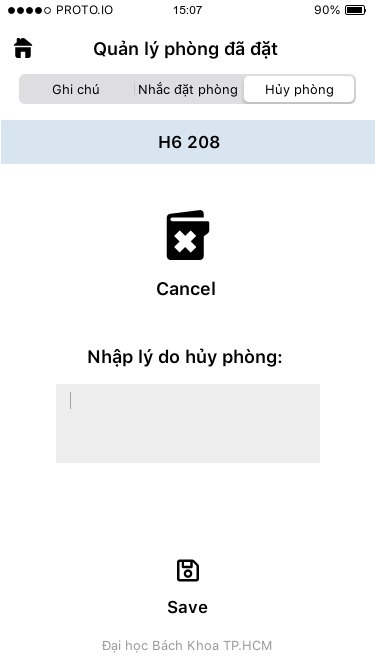 PROTO.IO 15:07 90%
Quản lý phòng đã đặt
Ghi chú Nhắc đặt phòng Hủy phòng
H6 208
Cancel
Nhập lý do hủy phòng:
Save
Đại học Bách Khoa TP.HCM